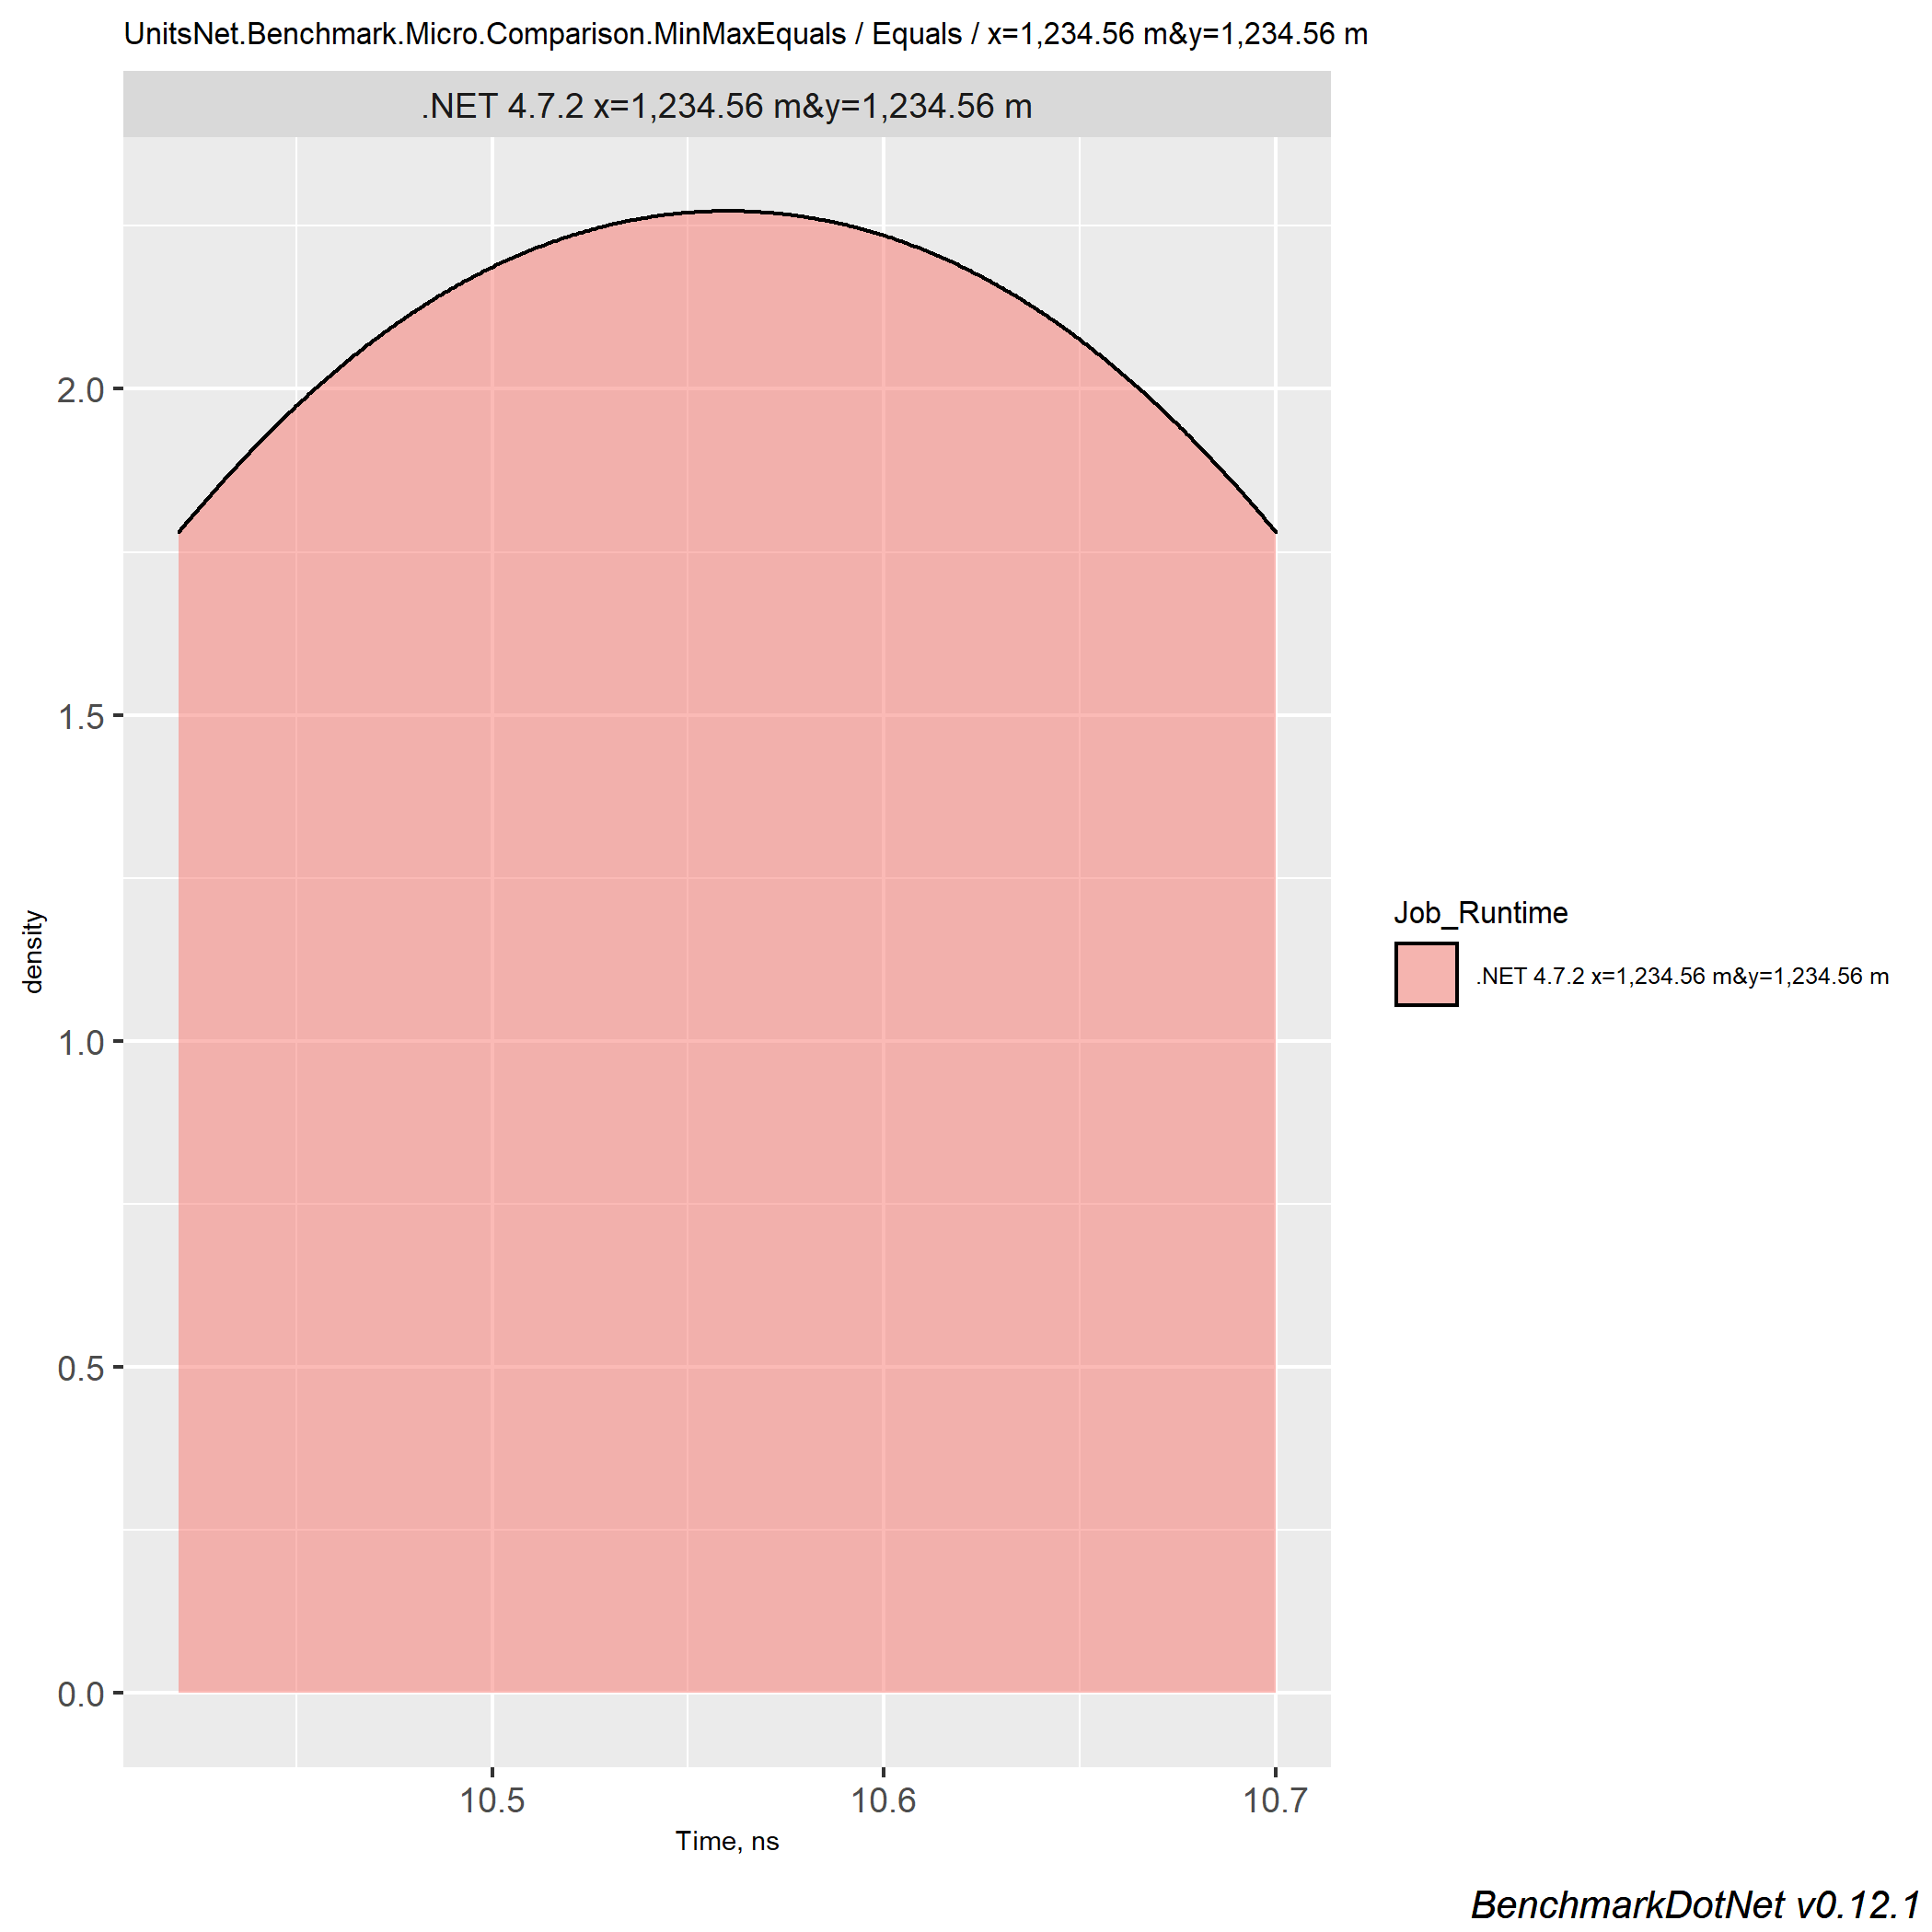 UnitsNet.Benchmark.Micro.Comparison.MinMaxEquals / Equals / x=1,234.56 m&y=1,234.56 m
.NET 4.7.2 x=1,234.56 m&y=1,234.56 m
2.0
1.5
1.0
0.5
0.0
density
10.5 10.6 10.7
Time, ns
Job_Runtime
.NET 4.7.2 x=1,234.56 m&y=1,234.56 m
BenchmarkDotNet v0.12.1